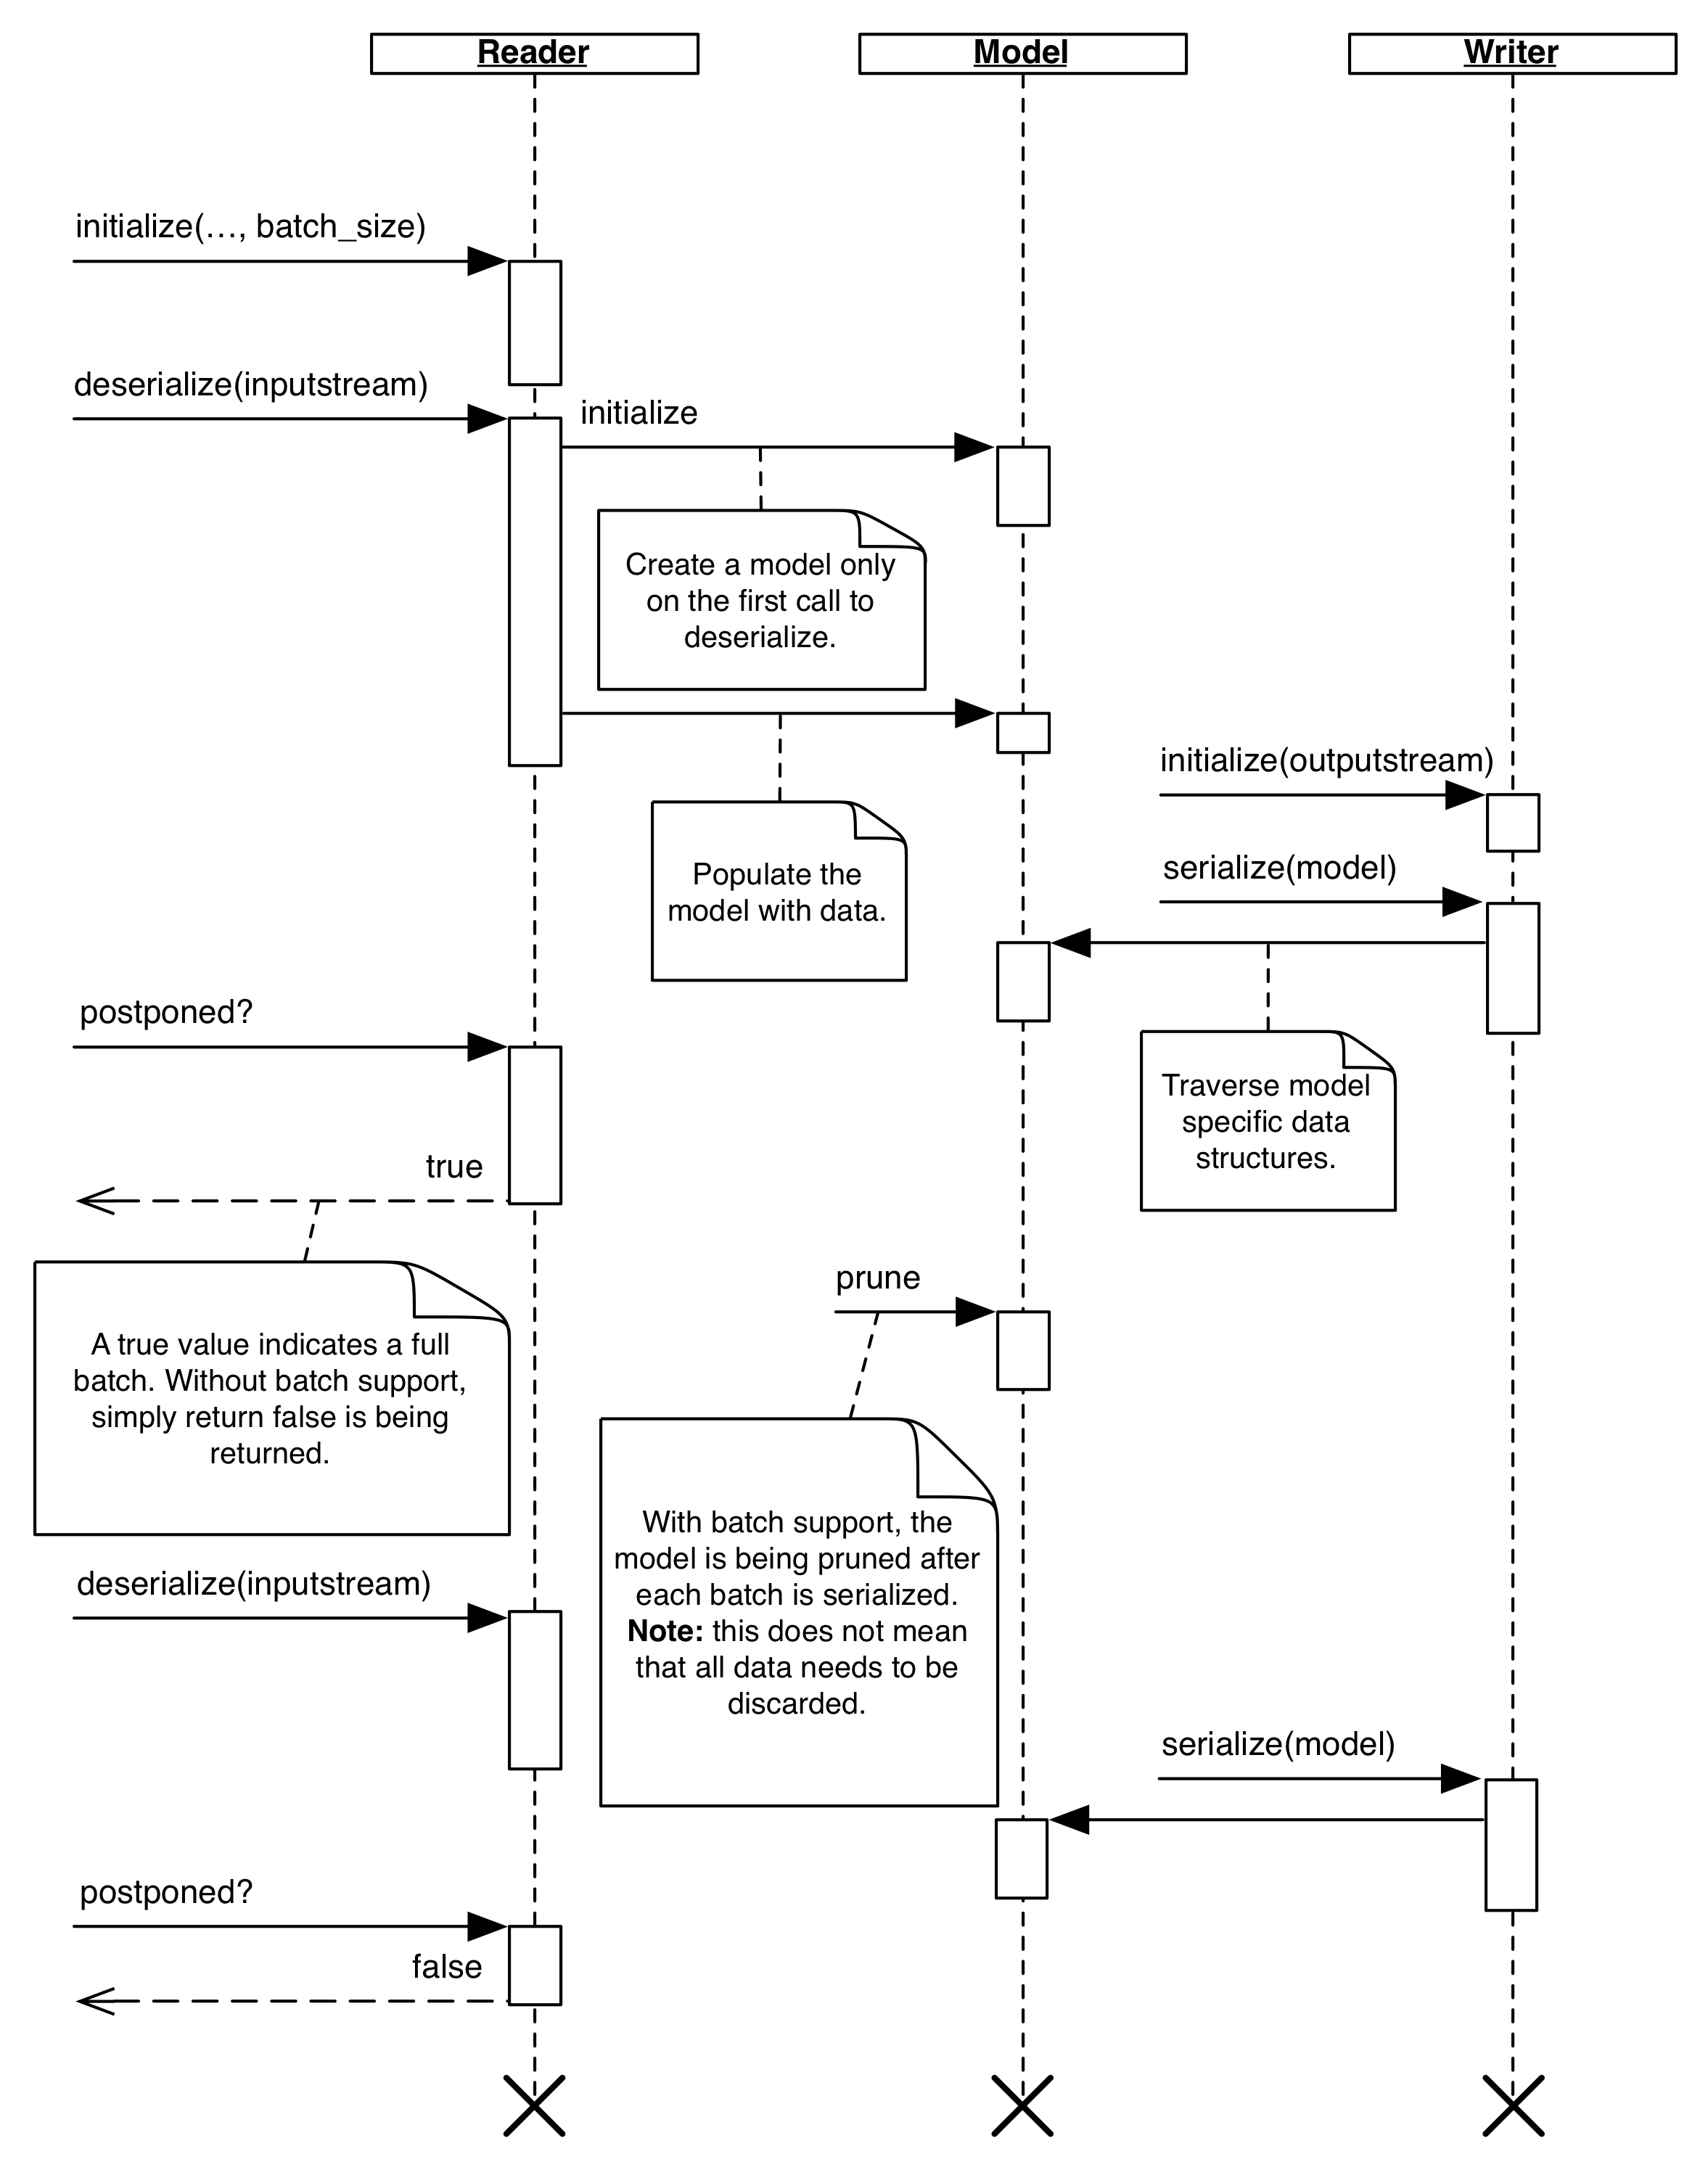 Reader
Model
Writer
initialize(…, batch_size)
deserialize(inputstream)
initialize
Create a model only
on the first call to
deserialize.
initialize(outputstream)
Populate the
model with data.
serialize(model)
postponed?
Traverse model
specific data
structures.
true
prune
A true value indicates a full
batch. Without batch support,
simply return false is being
returned.
With batch support, the
model is being pruned after
each batch is serialized.
Note: this does not mean
that all data needs to be
discarded.
deserialize(inputstream)
serialize(model)
postponed?
false